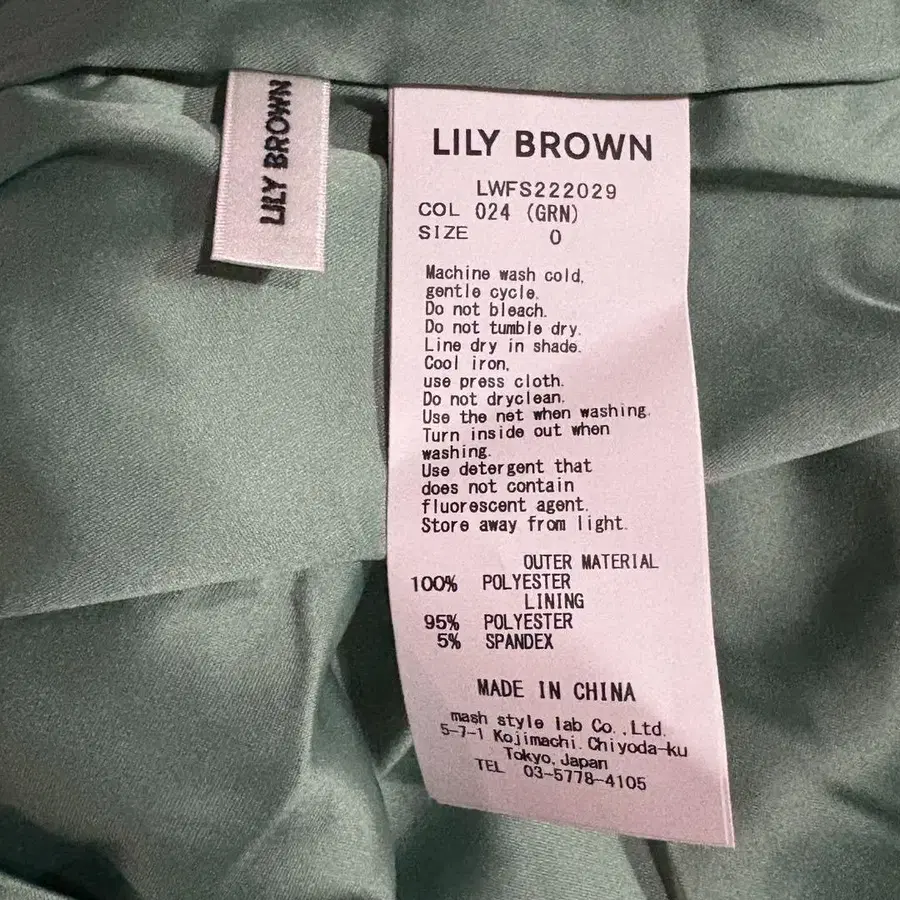 LILY BROWN
LILY BROWN
LWFS222029
COL 024 (GRN)
SIZE 0
Machine wash cold,
gentle cycle.
Do not bleach.
Do not tumble dry.
Line dry in shade.
Cool iron,
use press cloth.
Do not dryclean.
Use the net when washing.
Turn inside out when
washing.
Use detergent that
does not contain
fluorescent agent.
Store away from light.
OUTER MATERIAL
100% POLYESTER
LINING
95% POLYESTER
5% SPANDEX
MADE IN CHINA
mash style lab Co.,Ltd.
5-7-1 Kojimachi. Chiyoda-ku
Tokyo, Japan
TEL 03-5778-4105